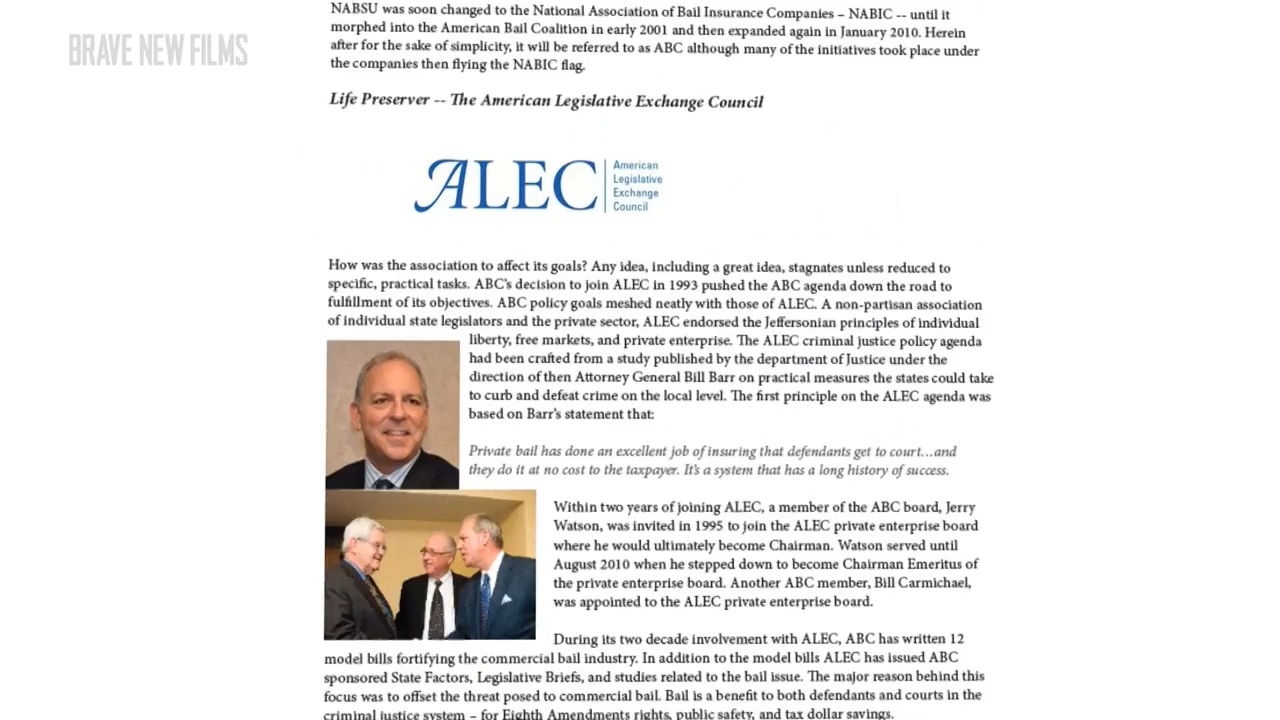 BRAVE NEW FILMS
NABSU was soon changed to the National Association of Bail Insurance Companies – NABIC -- until it
morphed into the American Bail Coalition in early 2001 and then expanded again in January 2010. Herein
after for the sake of simplicity, it will be referred to as ABC although many of the initiatives took place under
the companies then flying the NABIC flag.
Life Preserver -- The American Legislative Exchange Council
ALEC
American
Legislative
Exchange
Council
How was the association to affect its goals? Any idea, including a great idea, stagnates unless reduced to
specific, practical tasks. ABC's decision to join ALEC in 1993 pushed the ABC agenda down the road to
fulfillment of its objectives. ABC policy goals meshed neatly with those of ALEC. A non-partisan association
of individual state legislators and the private sector, ALEC endorsed the Jeffersonian principles of individual
liberty, free markets, and private enterprise. The ALEC criminal justice policy agenda
had been crafted from a study published by the department of Justice under the
direction of then Attorney General Bill Barr on practical measures the states could take
to curb and defeat crime on the local level. The first principle on the ALEC agenda was
based on Barr's statement that:
Private bail has done an excellent job of insuring that defendants get to court…and
they do it at no cost to the taxpayer. It's a system that has a long history of success.
Within two years of joining ALEC, a member of the ABC board, Jerry
Watson, was invited in 1995 to join the ALEC private enterprise board
where he would ultimately become Chairman. Watson served until
August 2010 when he stepped down to become Chairman Emeritus of
the private enterprise board. Another ABC member, Bill Carmichael,
was appointed to the ALEC private enterprise board.
During its two decade involvement with ALEC, ABC has written 12
model bills fortifying the commercial bail industry. In addition to the model bills ALEC has issued ABC
sponsored State Factors, Legislative Briefs, and studies related to the bail issue. The major reason behind this
focus was to offset the threat posed to commercial bail. Bail is a benefit to both defendants and courts in the
criminal justice system – for Eighth Amendments rights, public safety, and tax dollar savings.